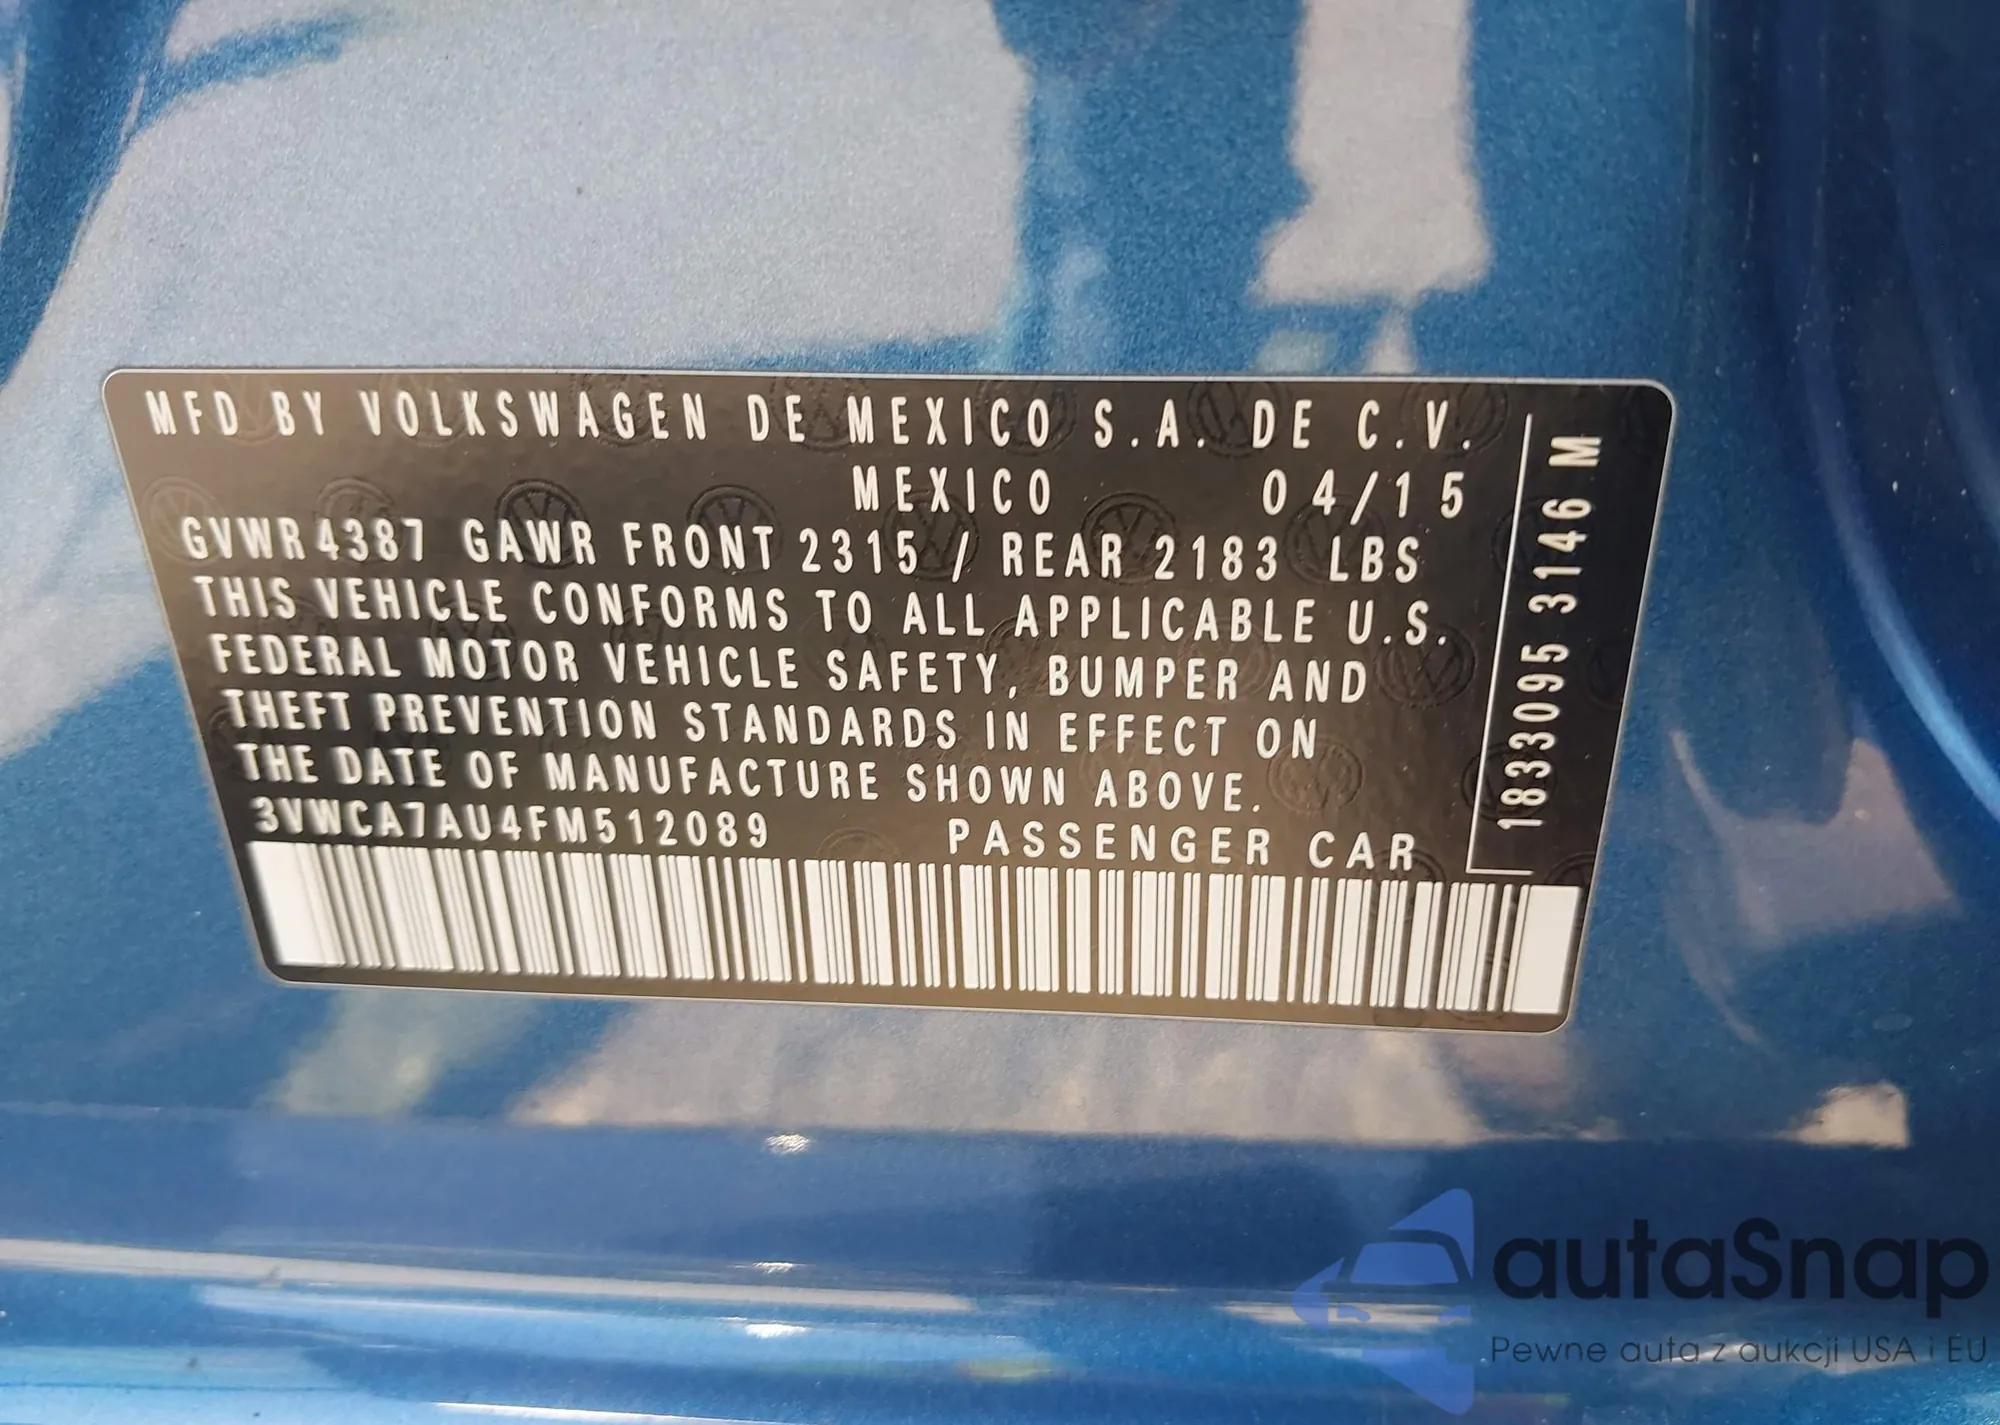 MFD BY VOLKSWAGEN DE MEXICO S.A. DE C.V.
MEXICO 04/15
GVWR 4387 GAWR FRONT 2315 / REAR 2183 LBS
THIS VEHICLE CONFORMS TO ALL APPLICABLE U.S.
FEDERAL MOTOR VEHICLE SAFETY, BUMPER AND
THEFT PREVENTION STANDARDS IN EFFECT ON
THE DATE OF MANUFACTURE SHOWN ABOVE.
3VWCA7AU4FM512089 PASSENGER CAR
1833095 3146 M
autaSnap
Pewne auta z aukcji USA i EU